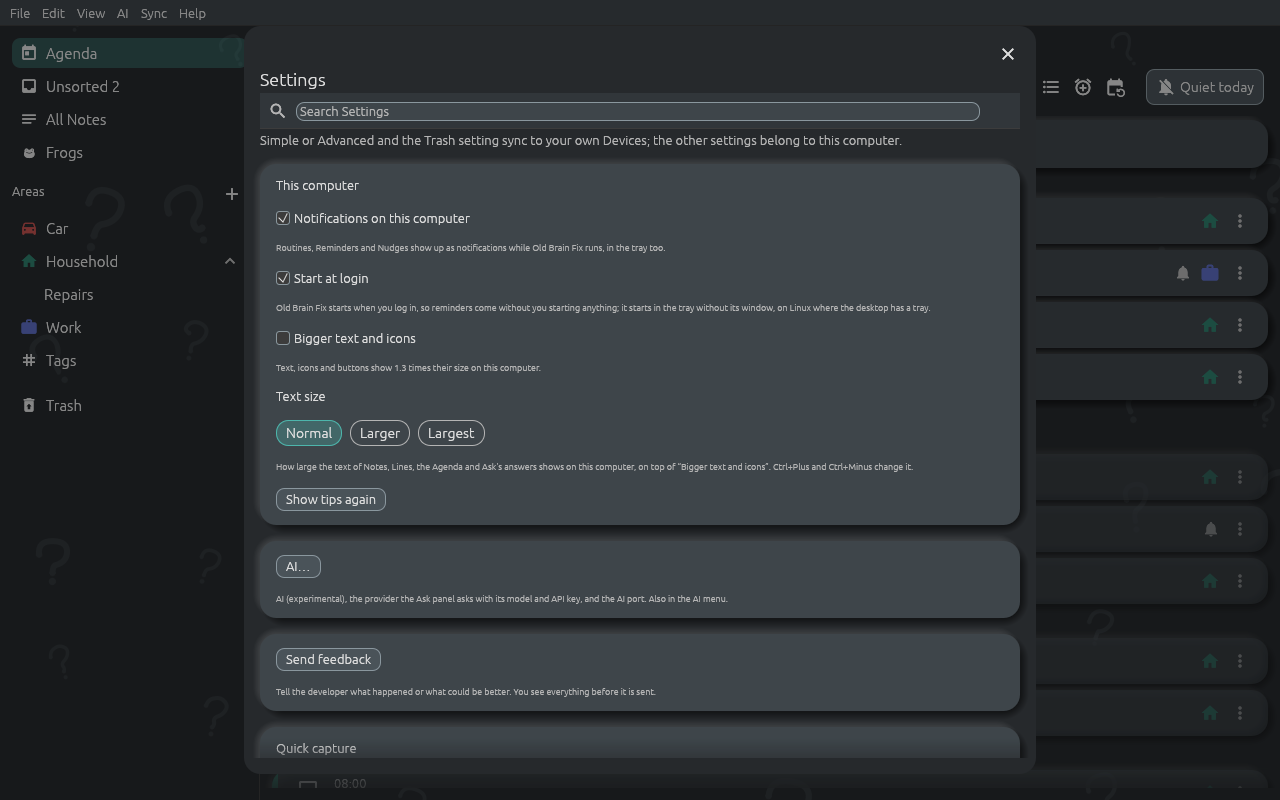 File Edit View AI Sync Help
Agenda
Unsorted 2
All Notes
Frogs
Areas
Car
Household
Repairs
Work
Tags
Trash
Settings
Search Settings
Simple or Advanced and the Trash setting sync to your own Devices; the other settings belong to this computer.
This computer
Notifications on this computer
Routines, Reminders and Nudges show up as notifications while Old Brain Fix runs, in the tray too.
Start at login
Old Brain Fix starts when you log in, so reminders come without you starting anything; it starts in the tray without its window, on Linux where the desktop has a tray.
Bigger text and icons
Text, icons and buttons show 1.3 times their size on this computer.
Text size
Normal Larger Largest
How large the text of Notes, Lines, the Agenda and Ask's answers shows on this computer, on top of "Bigger text and icons". Ctrl+Plus and Ctrl+Minus change it.
Show tips again
AI…
AI (experimental), the provider the Ask panel asks with its model and API key, and the AI port. Also in the AI menu.
Send feedback
Tell the developer what happened or what could be better. You see everything before it is sent.
Quick capture
Quiet today
08:00